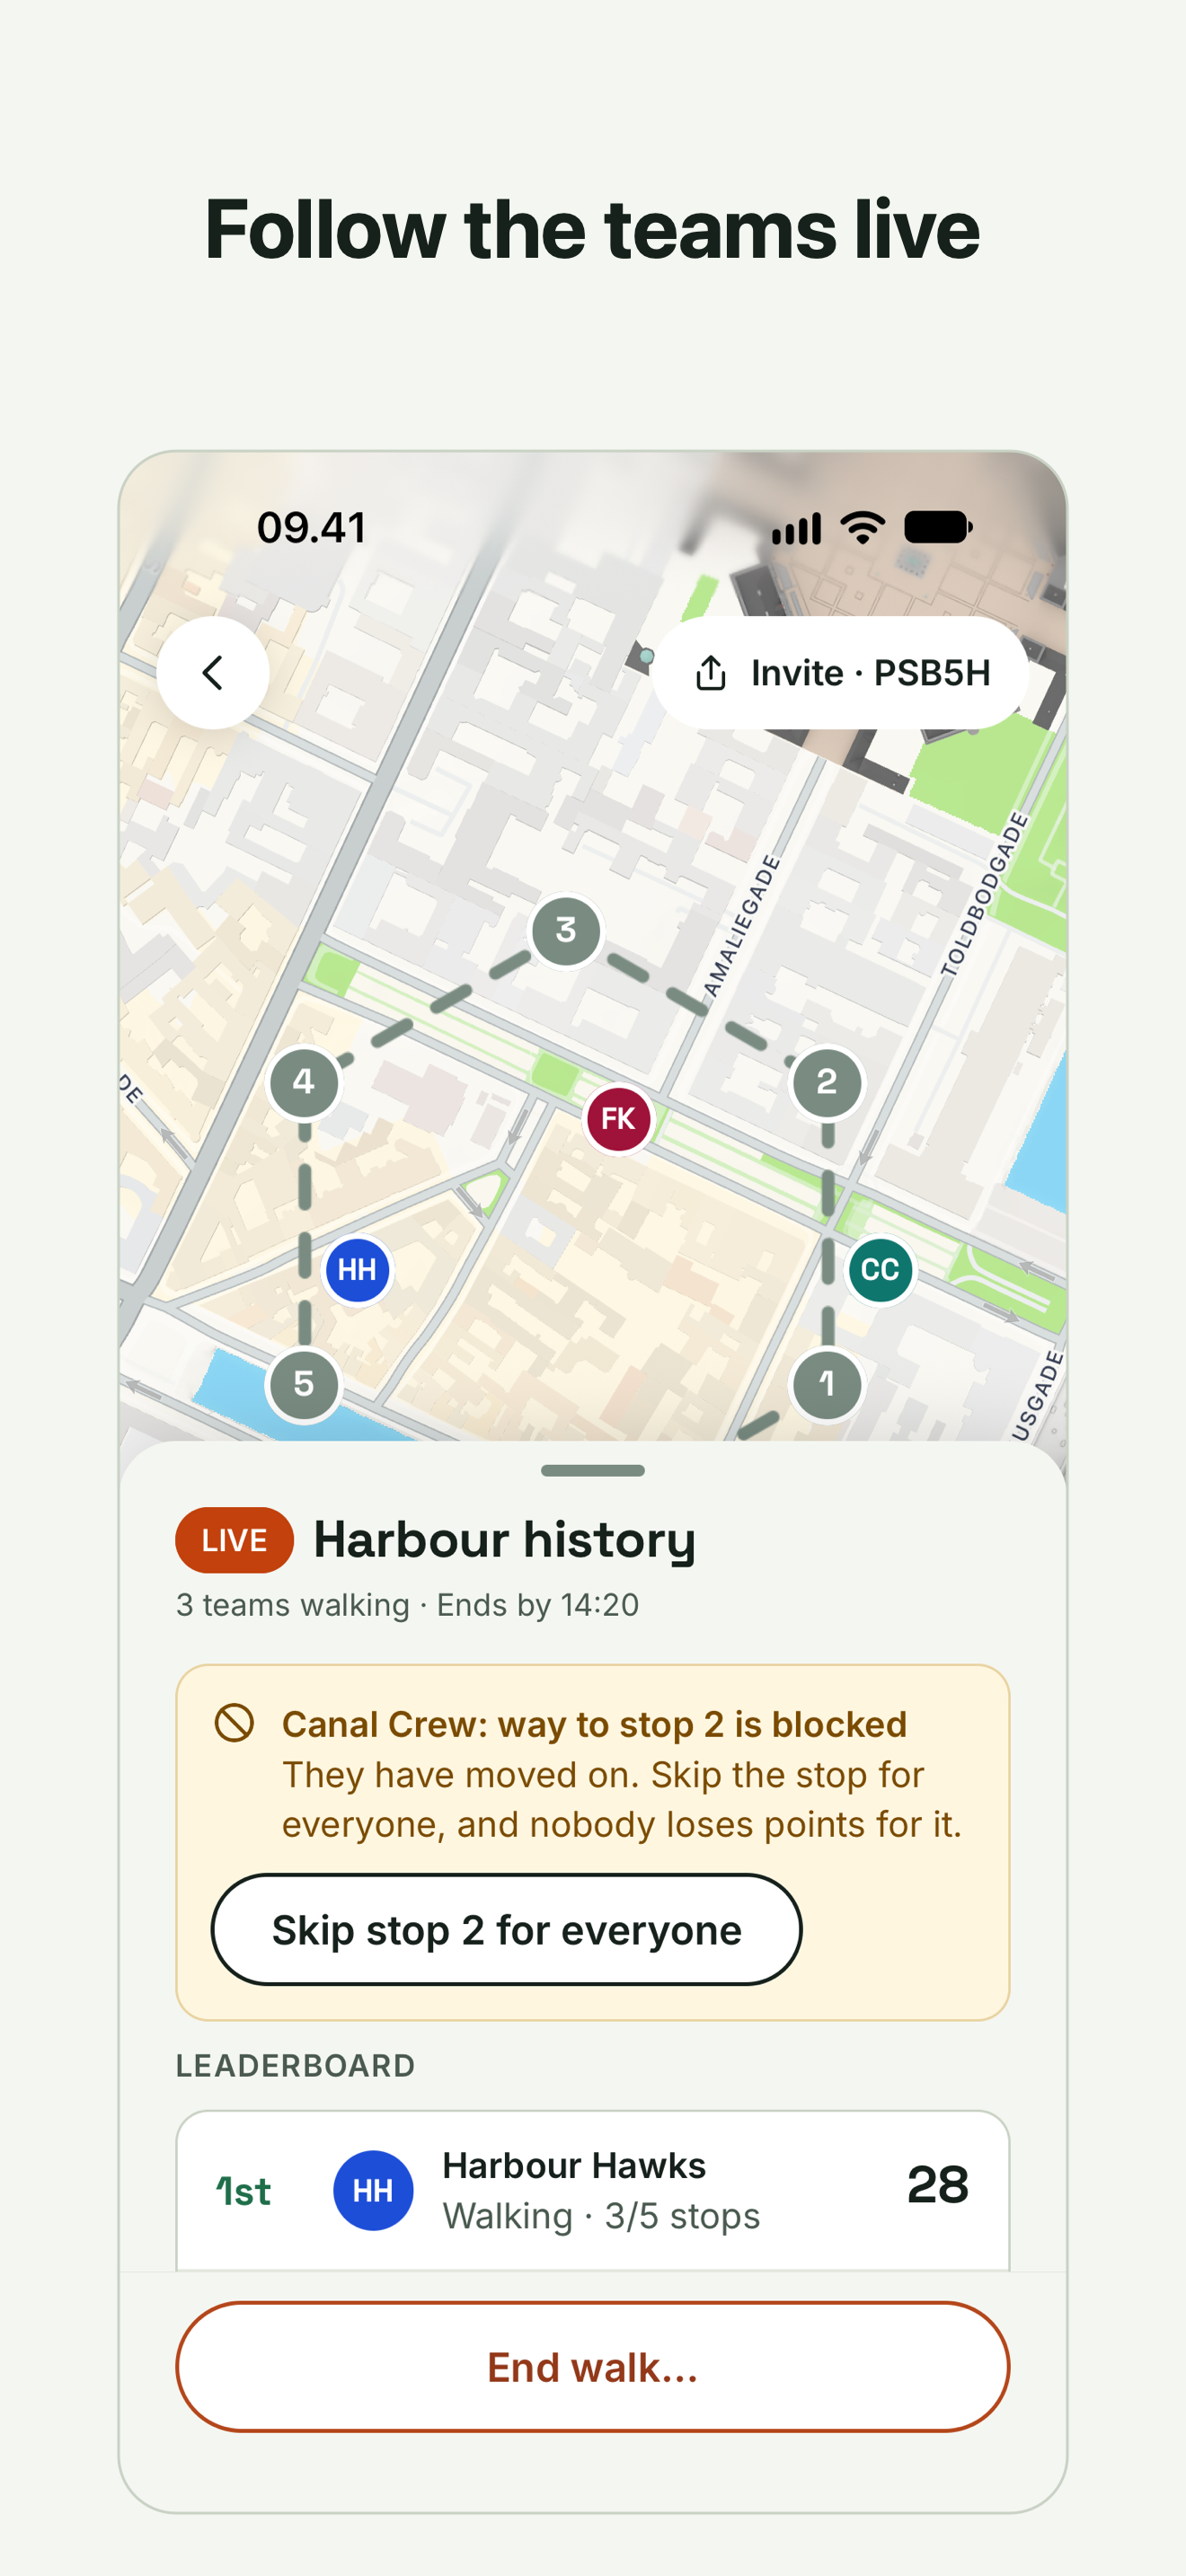 Follow the teams live
09.41
Invite · PSB5H
AMALIEGADE
TOLDBODGADE
3
4
2
DE
FK
HH
CC
5
1
USGADE
LIVE Harbour history
3 teams walking · Ends by 14:20
Canal Crew: way to stop 2 is blocked
They have moved on. Skip the stop for
everyone, and nobody loses points for it.
Skip stop 2 for everyone
LEADERBOARD
1st HH Harbour Hawks 28
Walking · 3/5 stops
End walk...